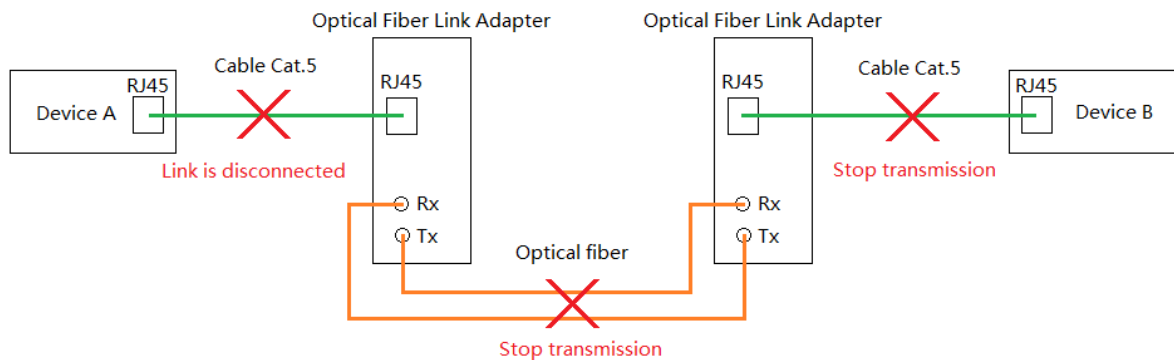 Optical Fiber Link Adapter
Optical Fiber Link Adapter
Cable Cat.5
Cable Cat.5
Device A
RJ45
RJ45
RJ45
RJ45
Device B
Link is disconnected
Stop transmission
Rx
Rx
Tx
Tx
Optical fiber
Stop transmission